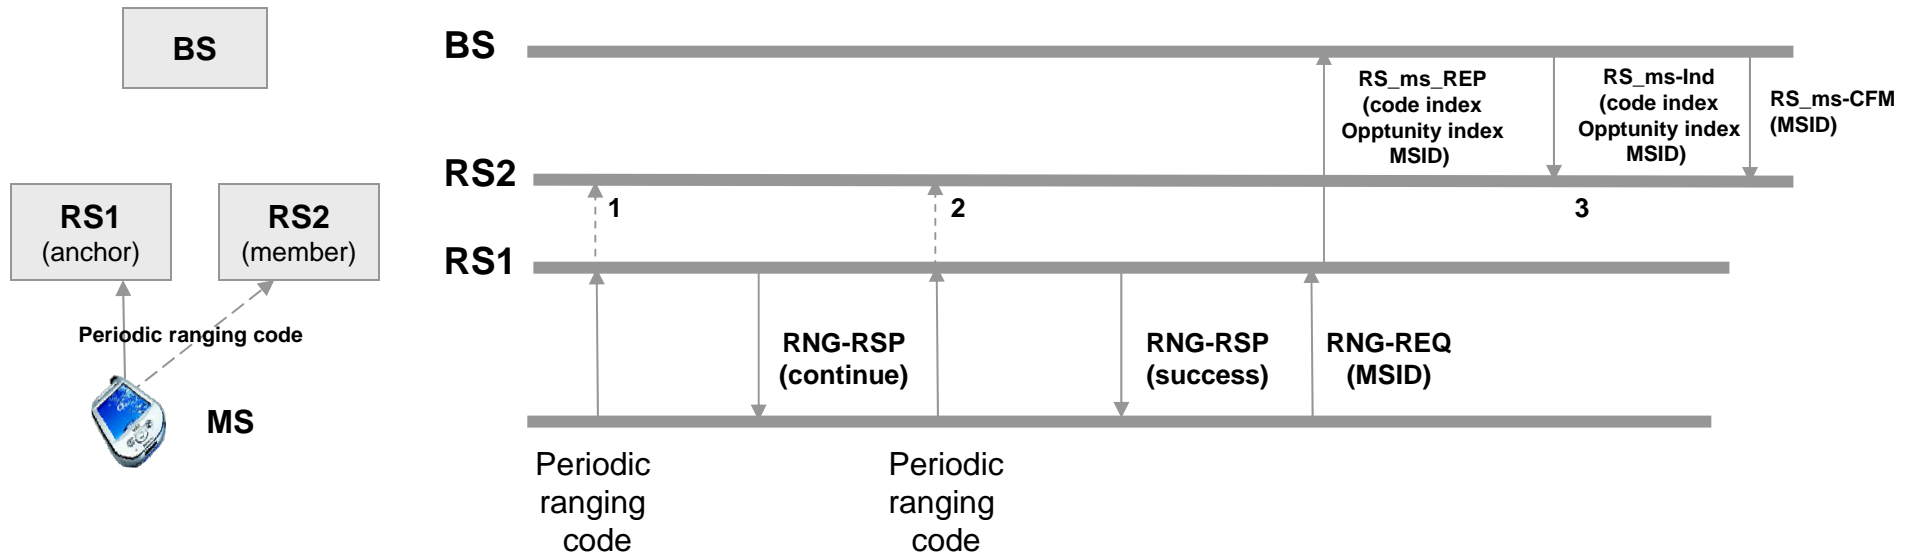 BS
RS1
(anchor)
RS2
(member)
Periodic ranging code
MS
BS
RS2
RS1
RS_ms_REP
(code index
Opptunity index
MSID)
RS_ms-Ind
(code index
Opptunity index
MSID)
RS_ms-CFM
(MSID)
1
2
3
RNG-RSP
(continue)
RNG-RSP
(success)
RNG-REQ
(MSID)
Periodic
ranging
code
Periodic
ranging
code